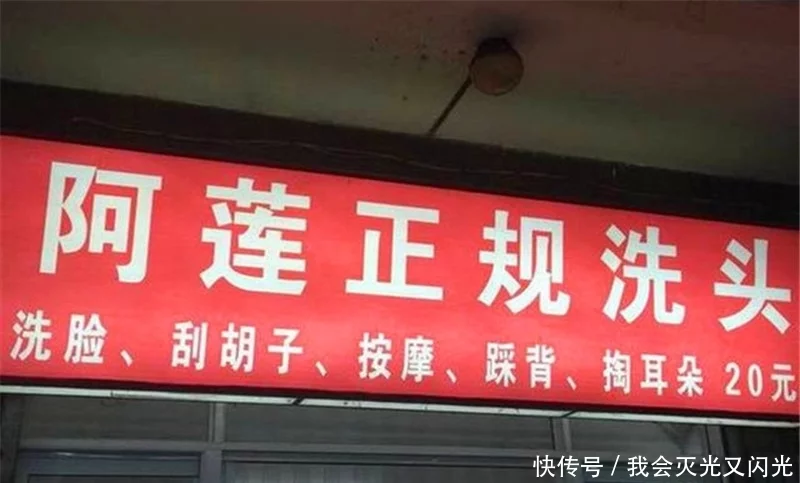 阿莲正规洗头
洗脸、刮胡子、按摩、踩背、掏耳朵 20元
快传号／我会灭光又闪光